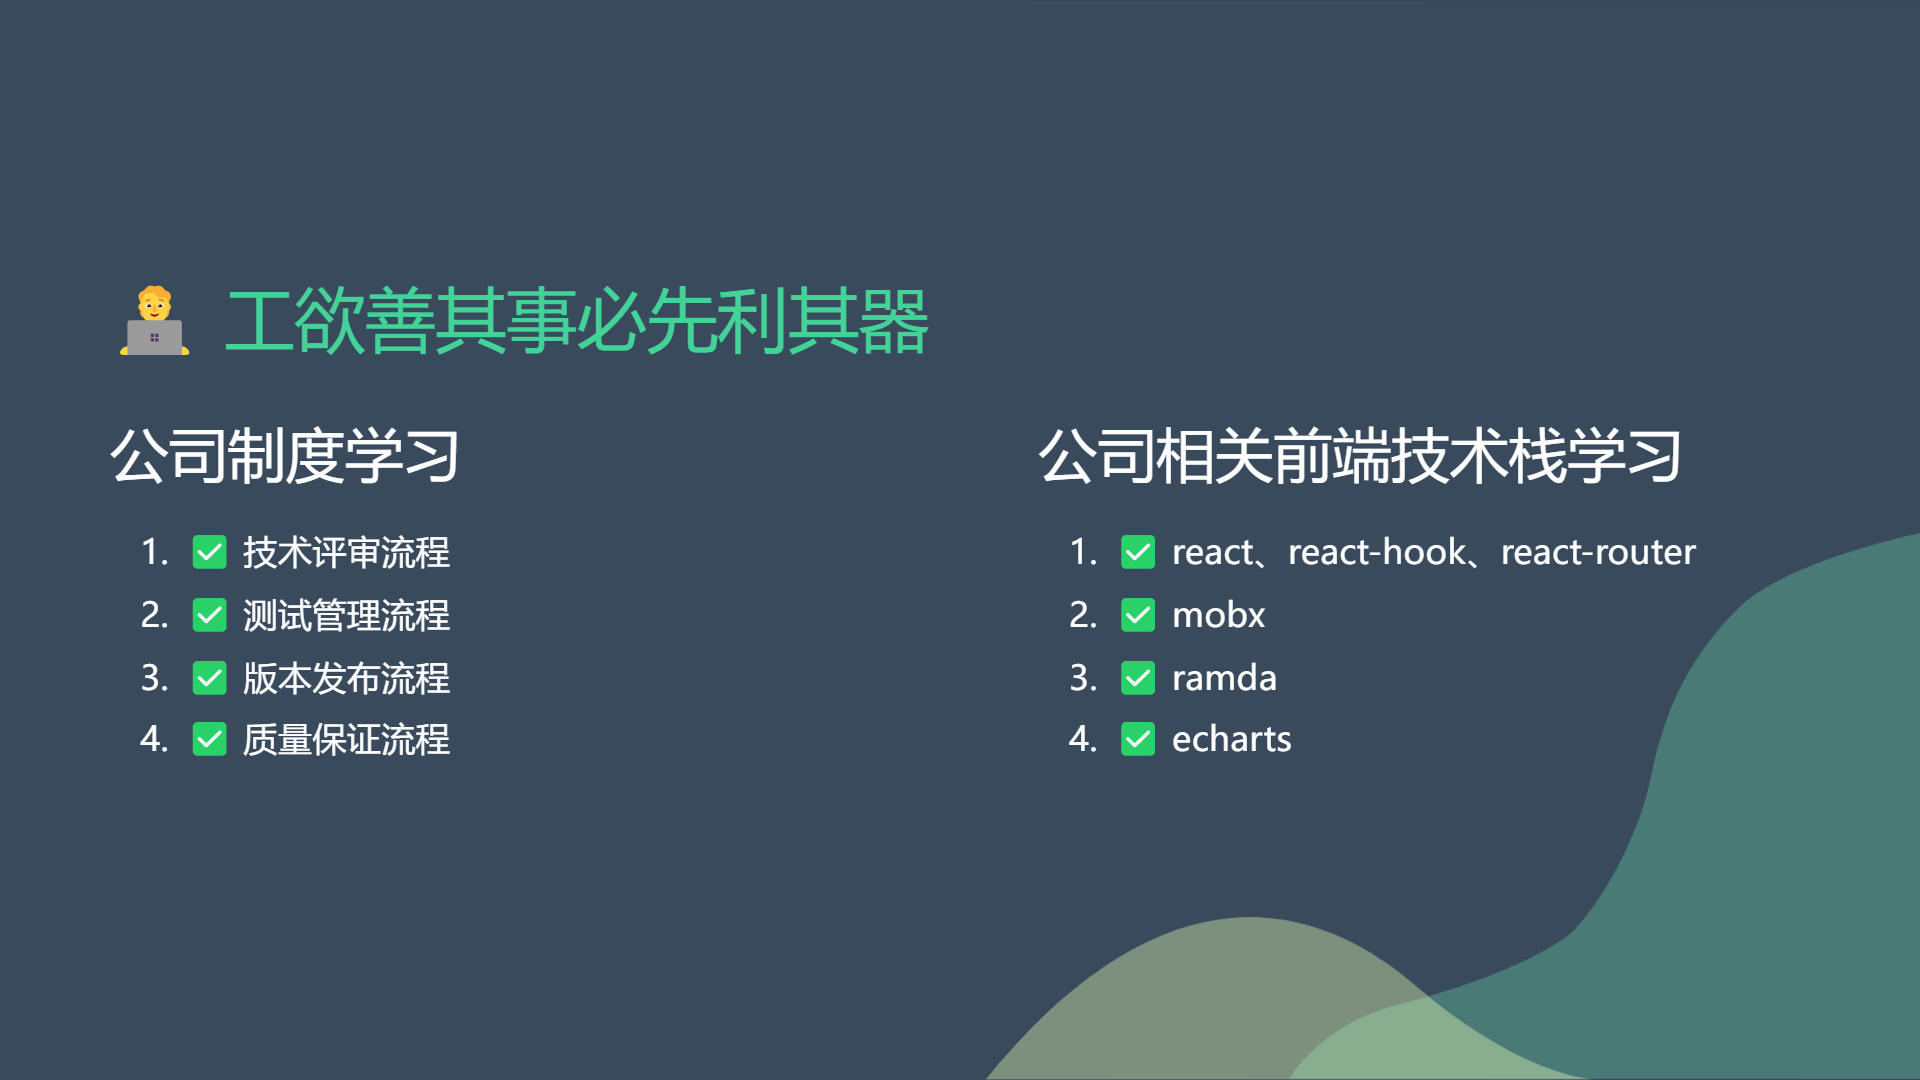 工欲善其事必先利其器
公司制度学习
1. ✅ 技术评审流程
2. ✅ 测试管理流程
3. ✅ 版本发布流程
4. ✅ 质量保证流程
公司相关前端技术栈学习
1. ✅ react、react-hook、react-router
2. ✅ mobx
3. ✅ ramda
4. ✅ echarts